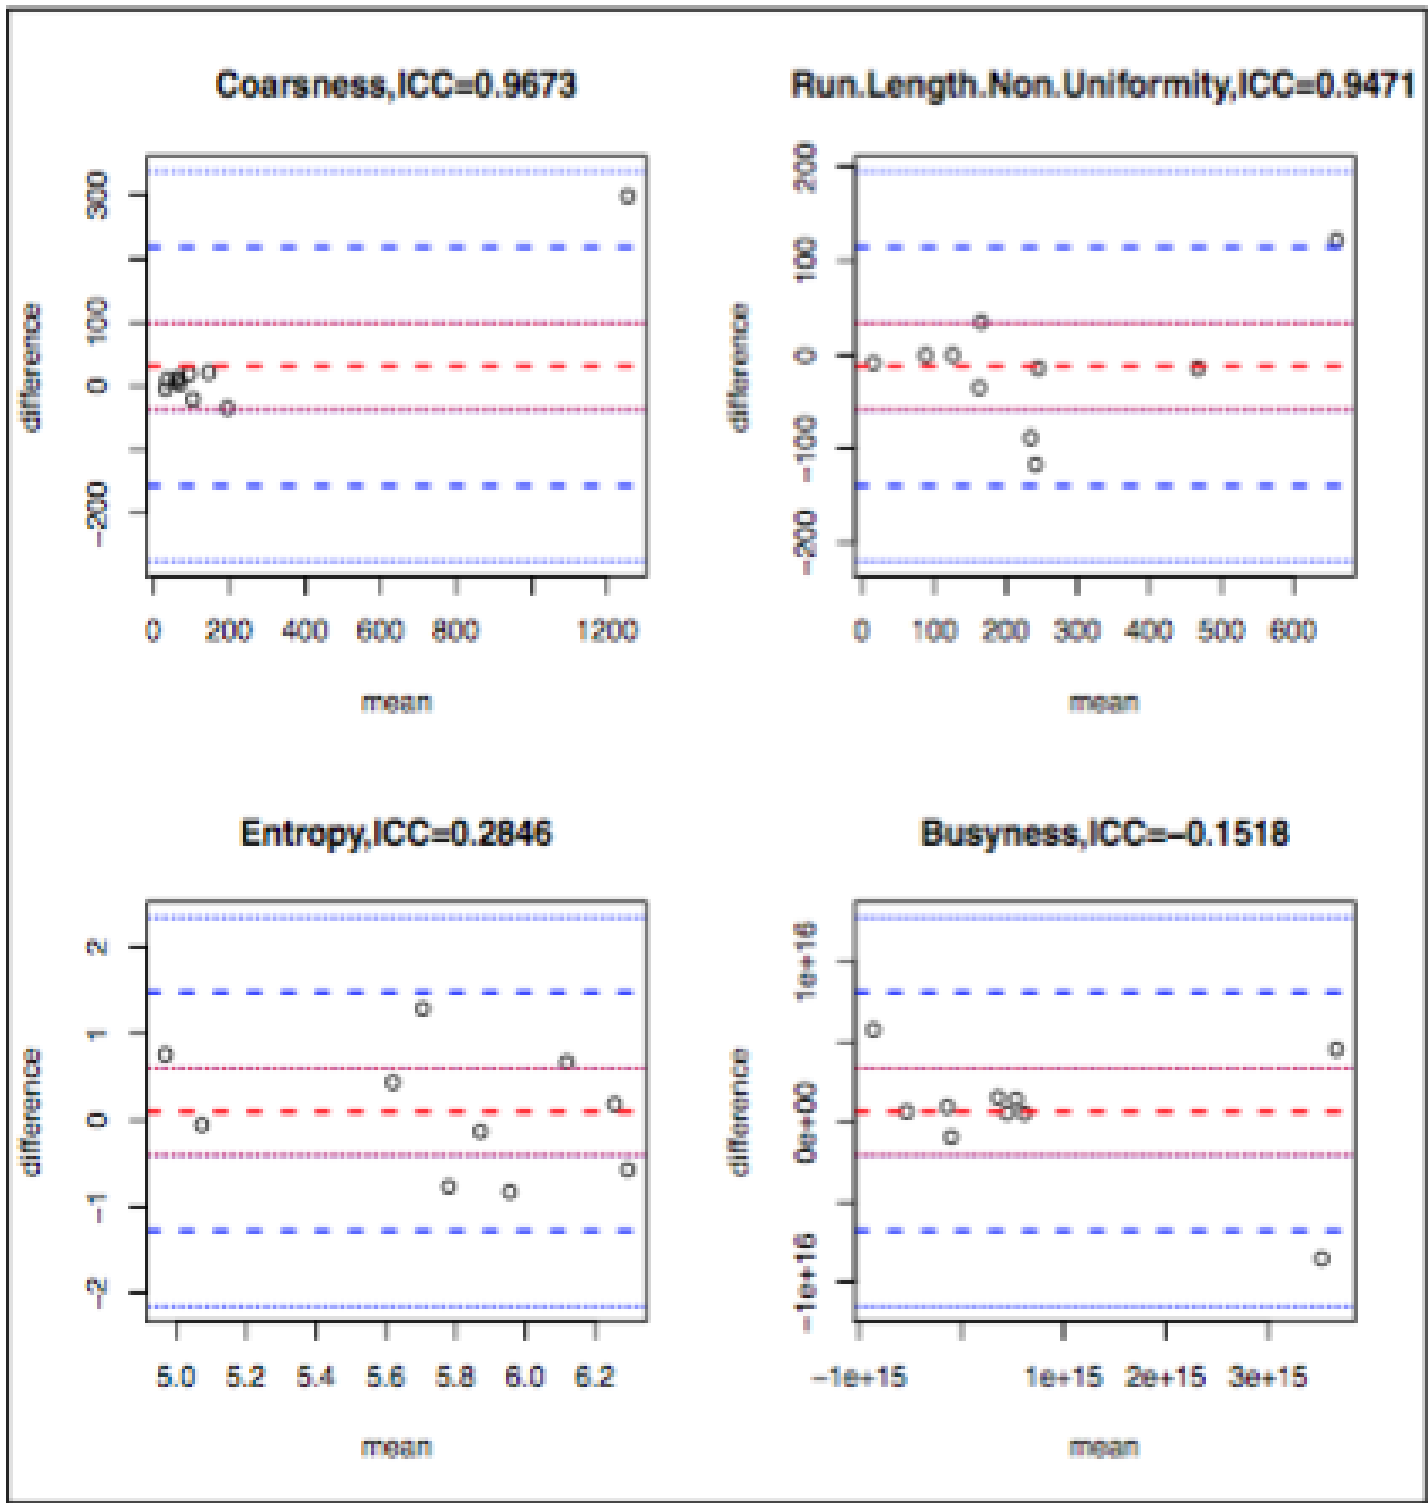 Coarsness,ICC=0.9673
difference
300
100
0
−200
0 200 400 600 800 1200
mean
Run.Length.Non.Uniformity,ICC=0.9471
difference
200
100
0
−100
−200
0 100 200 300 400 500 600
mean
Entropy,ICC=0.2846
difference
2
1
0
−1
−2
5.0 5.2 5.4 5.6 5.8 6.0 6.2
mean
Busyness,ICC=−0.1518
difference
1e+16
0e+00
−1e+16
−1e+15 1e+15 2e+15 3e+15
mean